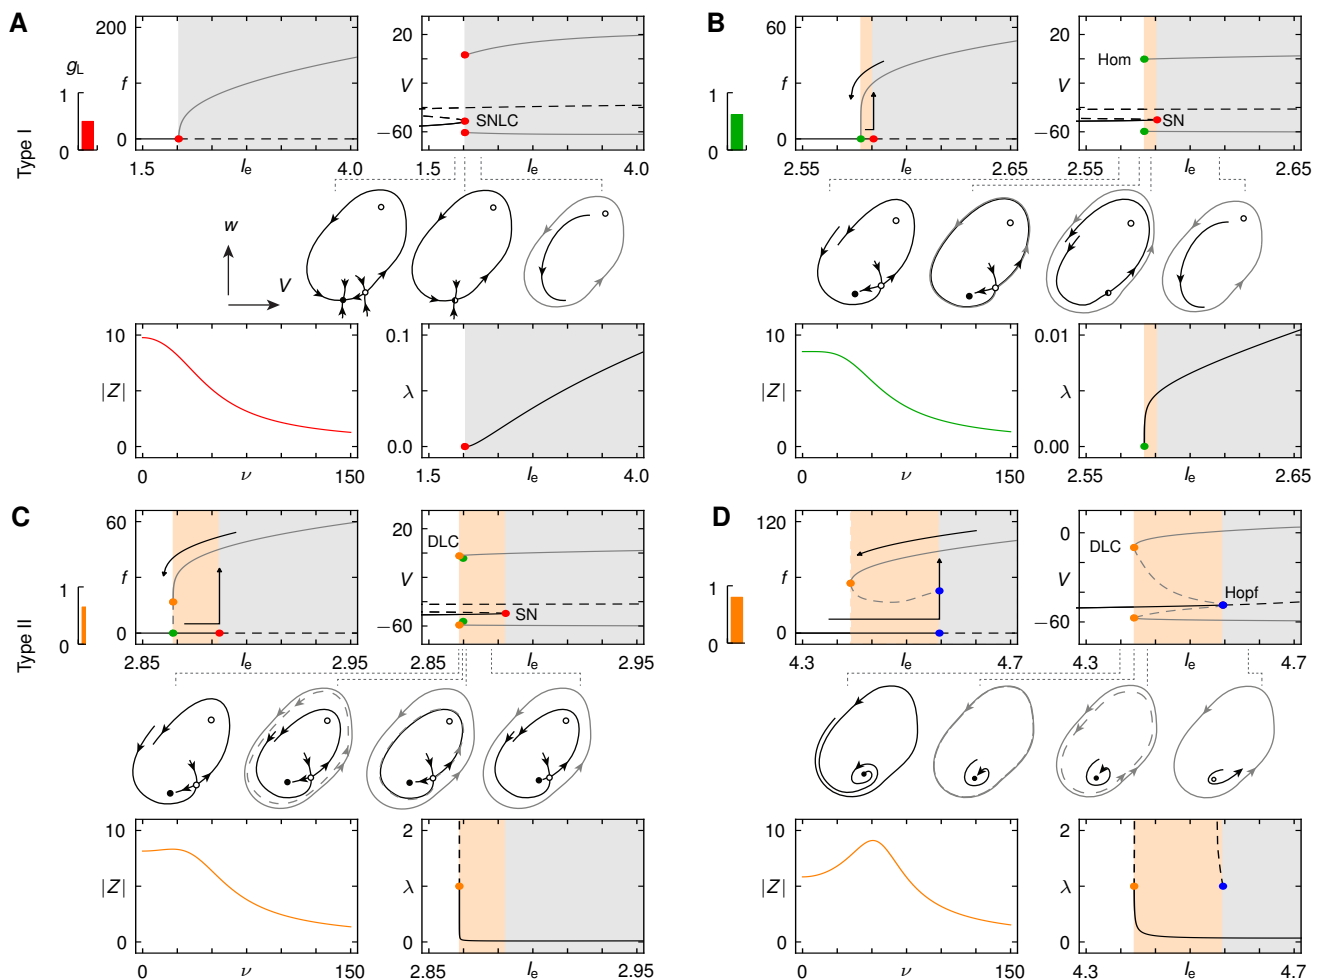 A
200
f
0
1.5
I_e
4.0
g_L
1
0
Type I
20
V
−60
SNLC
1.5
I_e
4.0
w
V
10
|Z|
0
0
ν
150
0.1
λ
0.0
1.5
I_e
4.0
B
60
f
0
2.55
I_e
2.65
1
0
20
V
−60
Hom
SN
2.55
I_e
2.65
10
|Z|
0
0
ν
150
0.01
λ
0.00
2.55
I_e
2.65
C
60
f
0
2.85
I_e
2.95
1
0
Type II
20
V
−60
DLC
SN
2.85
I_e
2.95
10
|Z|
0
0
ν
150
2
λ
0
2.85
I_e
2.95
D
120
f
0
4.3
I_e
4.7
1
0
0
V
−60
DLC
Hopf
4.3
I_e
4.7
10
|Z|
0
0
ν
150
2
λ
0
4.3
I_e
4.7